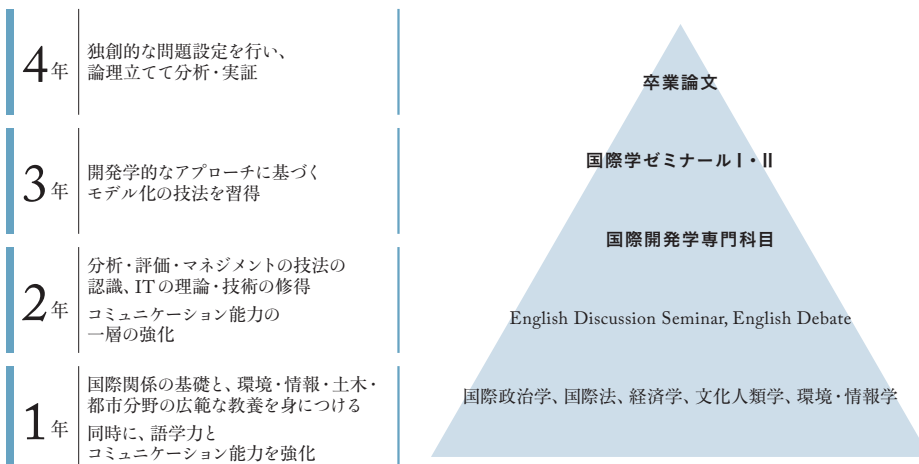 4年
独創的な問題設定を行い、
論理立てて分析・実証
3年
開発学的なアプローチに基づく
モデル化の技法を習得
2年
分析・評価・マネジメントの技法の
認識、ITの理論・技術の修得
コミュニケーション能力の
一層の強化
1年
国際関係の基礎と、環境・情報・土木・
都市分野の広範な教養を身につける
同時に、語学力と
コミュニケーション能力を強化
卒業論文
国際学ゼミナールⅠ・Ⅱ
国際開発学専門科目
English Discussion Seminar, English Debate
国際政治学、国際法、経済学、文化人類学、環境・情報学